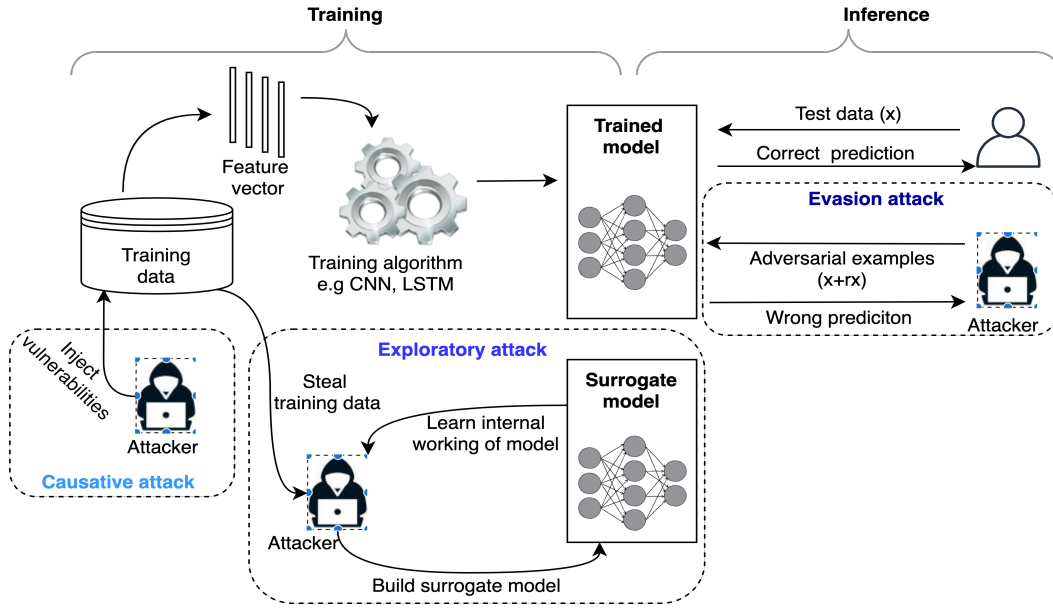 Training
Inference
Feature
vector
Training algorithm
e.g CNN, LSTM
Training
data
Trained
model
Test data (x)
Correct prediction
Evasion attack
Adversarial examples
(x+rx)
Wrong prediciton
Attacker
Inject
vulnerabilities
Attacker
Causative attack
Exploratory attack
Steal
training data
Learn internal
working of model
Surrogate
model
Attacker
Build surrogate model